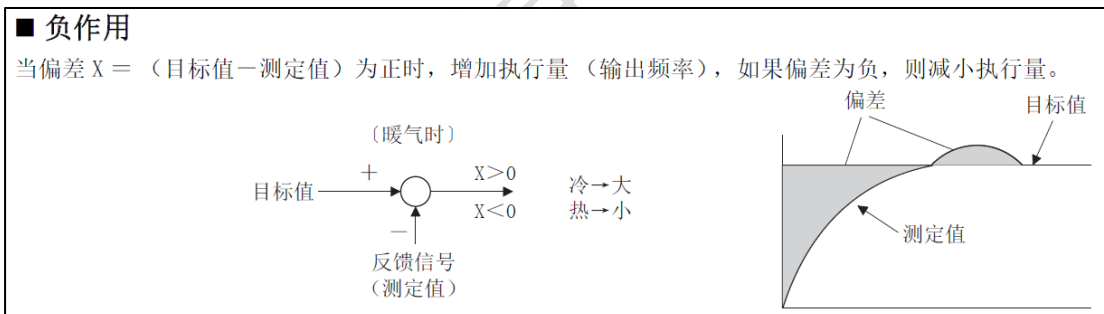 ■ 负作用
当偏差 X = （目标值－测定值）为正时，增加执行量 （输出频率），如果偏差为负，则减小执行量。
偏差
目标值
〔暖气时〕
+
X＞0
目标值
冷→大
X＜0
热→小
－
测定值
反馈信号
（测定值）